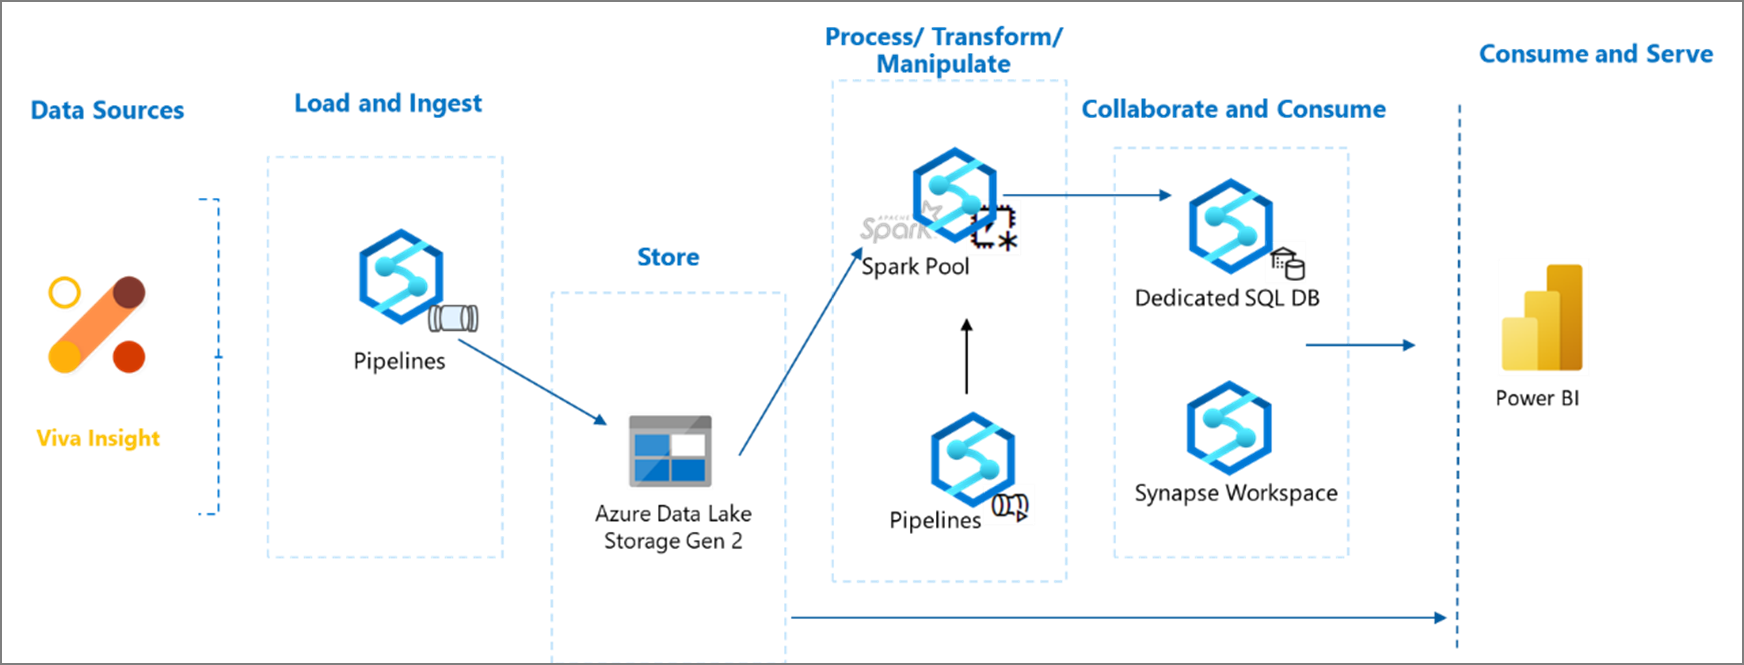 Data Sources
Viva Insight
Load and Ingest
Pipelines
Store
Azure Data Lake
Storage Gen 2
Process/ Transform/
Manipulate
APACHE
Spark
Spark Pool
Pipelines
Collaborate and Consume
Dedicated SQL DB
Synapse Workspace
Consume and Serve
Power BI